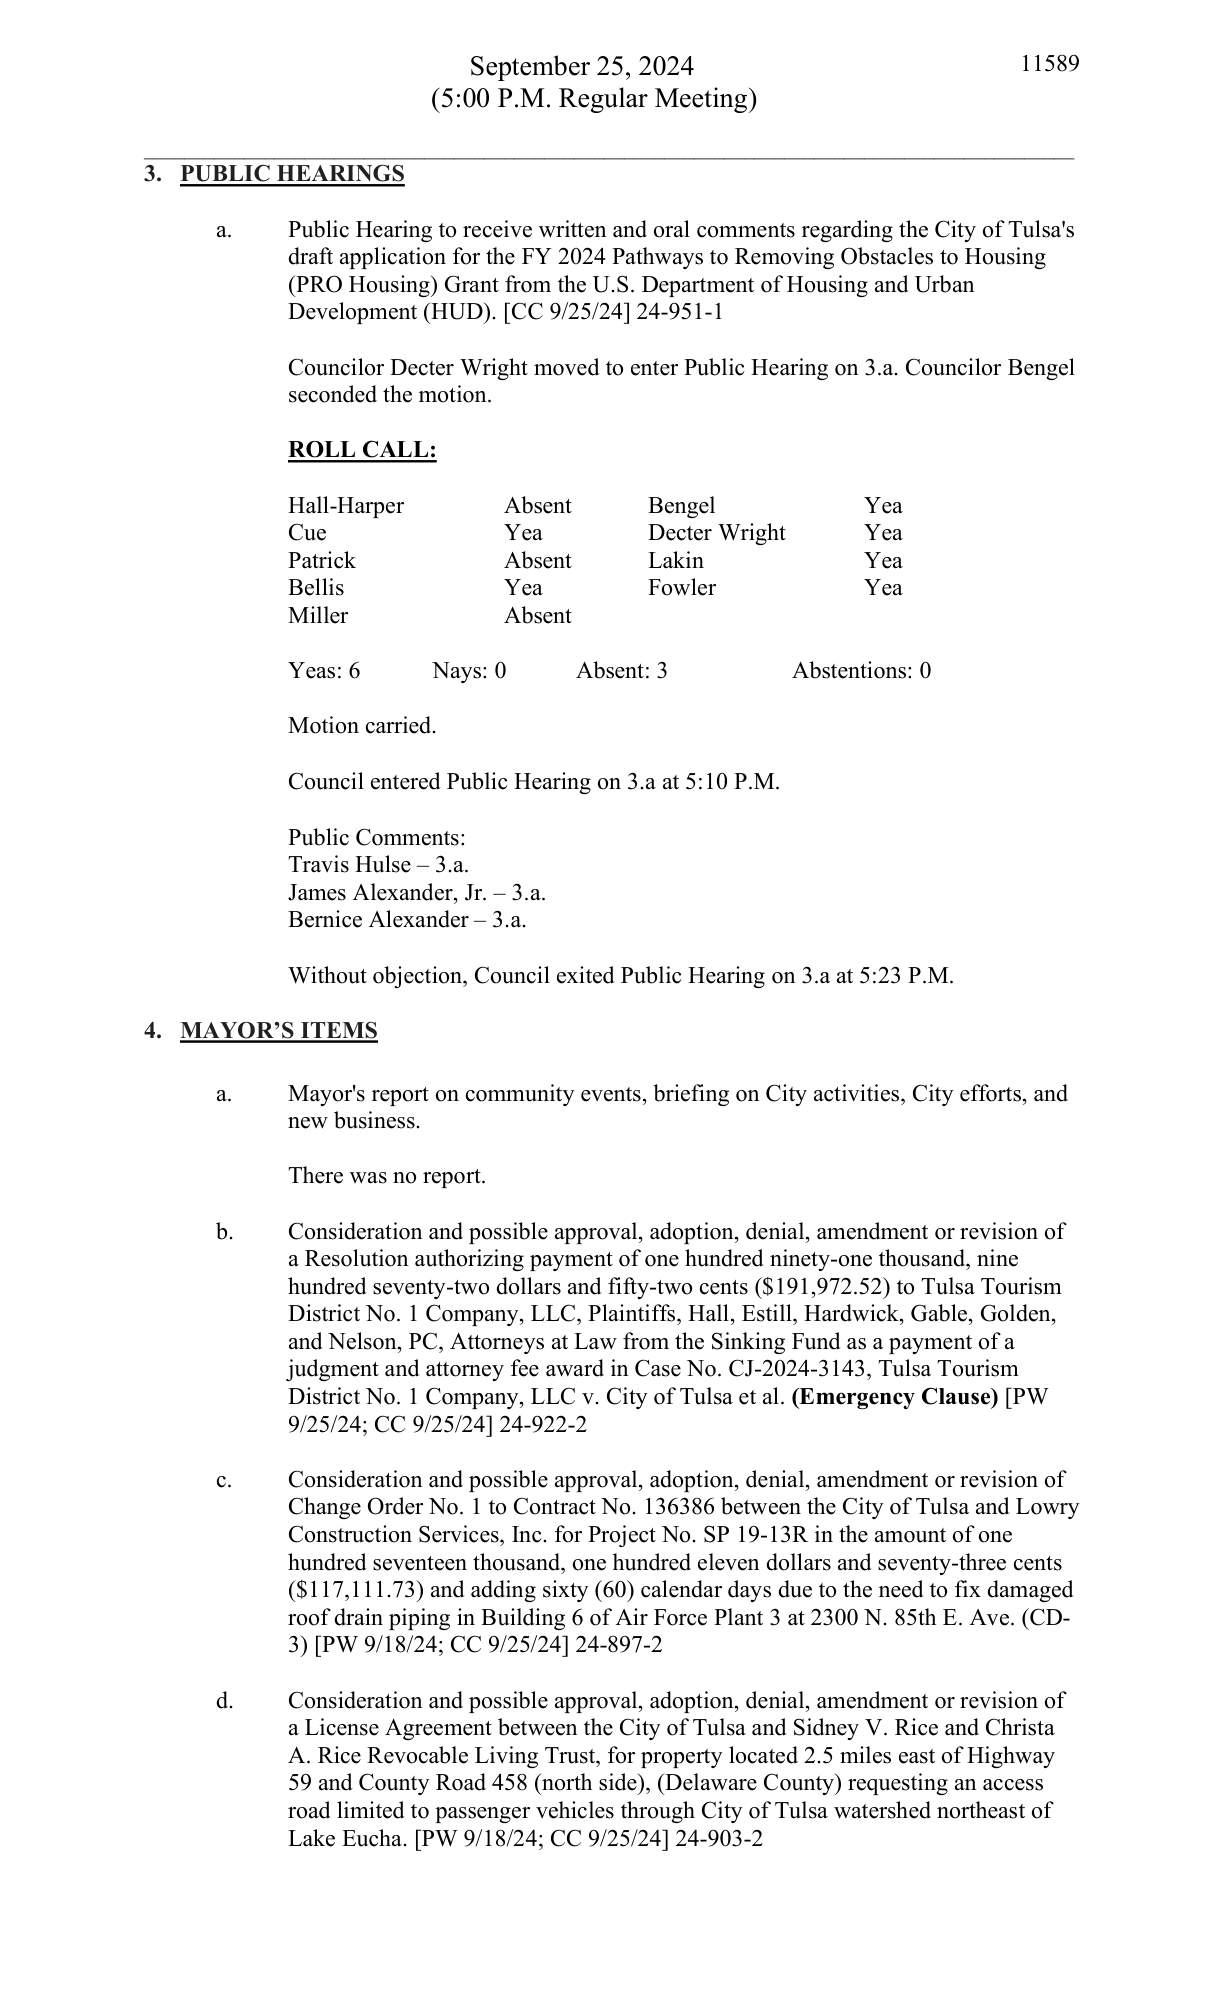 September 25, 2024
11589
(5:00 P.M. Regular Meeting)
3. PUBLIC HEARINGS
a. Public Hearing to receive written and oral comments regarding the City of Tulsa's
draft application for the FY 2024 Pathways to Removing Obstacles to Housing
(PRO Housing) Grant from the U.S. Department of Housing and Urban
Development (HUD). [CC 9/25/24] 24-951-1
Councilor Decter Wright moved to enter Public Hearing on 3.a. Councilor Bengel
seconded the motion.
ROLL CALL:
Hall-Harper Absent Bengel Yea
Cue Yea Decter Wright Yea
Patrick Absent Lakin Yea
Bellis Yea Fowler Yea
Miller Absent
Yeas: 6 Nays: 0 Absent: 3 Abstentions: 0
Motion carried.
Council entered Public Hearing on 3.a at 5:10 P.M.
Public Comments:
Travis Hulse – 3.a.
James Alexander, Jr. – 3.a.
Bernice Alexander – 3.a.
Without objection, Council exited Public Hearing on 3.a at 5:23 P.M.
4. MAYOR’S ITEMS
a. Mayor's report on community events, briefing on City activities, City efforts, and
new business.
There was no report.
b. Consideration and possible approval, adoption, denial, amendment or revision of
a Resolution authorizing payment of one hundred ninety-one thousand, nine
hundred seventy-two dollars and fifty-two cents ($191,972.52) to Tulsa Tourism
District No. 1 Company, LLC, Plaintiffs, Hall, Estill, Hardwick, Gable, Golden,
and Nelson, PC, Attorneys at Law from the Sinking Fund as a payment of a
judgment and attorney fee award in Case No. CJ-2024-3143, Tulsa Tourism
District No. 1 Company, LLC v. City of Tulsa et al. (Emergency Clause) [PW
9/25/24; CC 9/25/24] 24-922-2
c. Consideration and possible approval, adoption, denial, amendment or revision of
Change Order No. 1 to Contract No. 136386 between the City of Tulsa and Lowry
Construction Services, Inc. for Project No. SP 19-13R in the amount of one
hundred seventeen thousand, one hundred eleven dollars and seventy-three cents
($117,111.73) and adding sixty (60) calendar days due to the need to fix damaged
roof drain piping in Building 6 of Air Force Plant 3 at 2300 N. 85th E. Ave. (CD-
3) [PW 9/18/24; CC 9/25/24] 24-897-2
d. Consideration and possible approval, adoption, denial, amendment or revision of
a License Agreement between the City of Tulsa and Sidney V. Rice and Christa
A. Rice Revocable Living Trust, for property located 2.5 miles east of Highway
59 and County Road 458 (north side), (Delaware County) requesting an access
road limited to passenger vehicles through City of Tulsa watershed northeast of
Lake Eucha. [PW 9/18/24; CC 9/25/24] 24-903-2